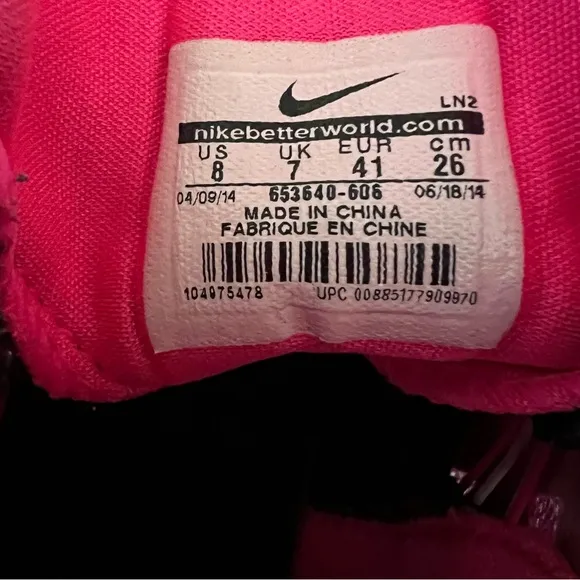 LN2
nikebetterworld.com
US UK EUR cm
8 7 41 26
04/09/14 653640-606 06/18/14
MADE IN CHINA
FABRIQUE EN CHINE
104975478 UPC 00885177909970